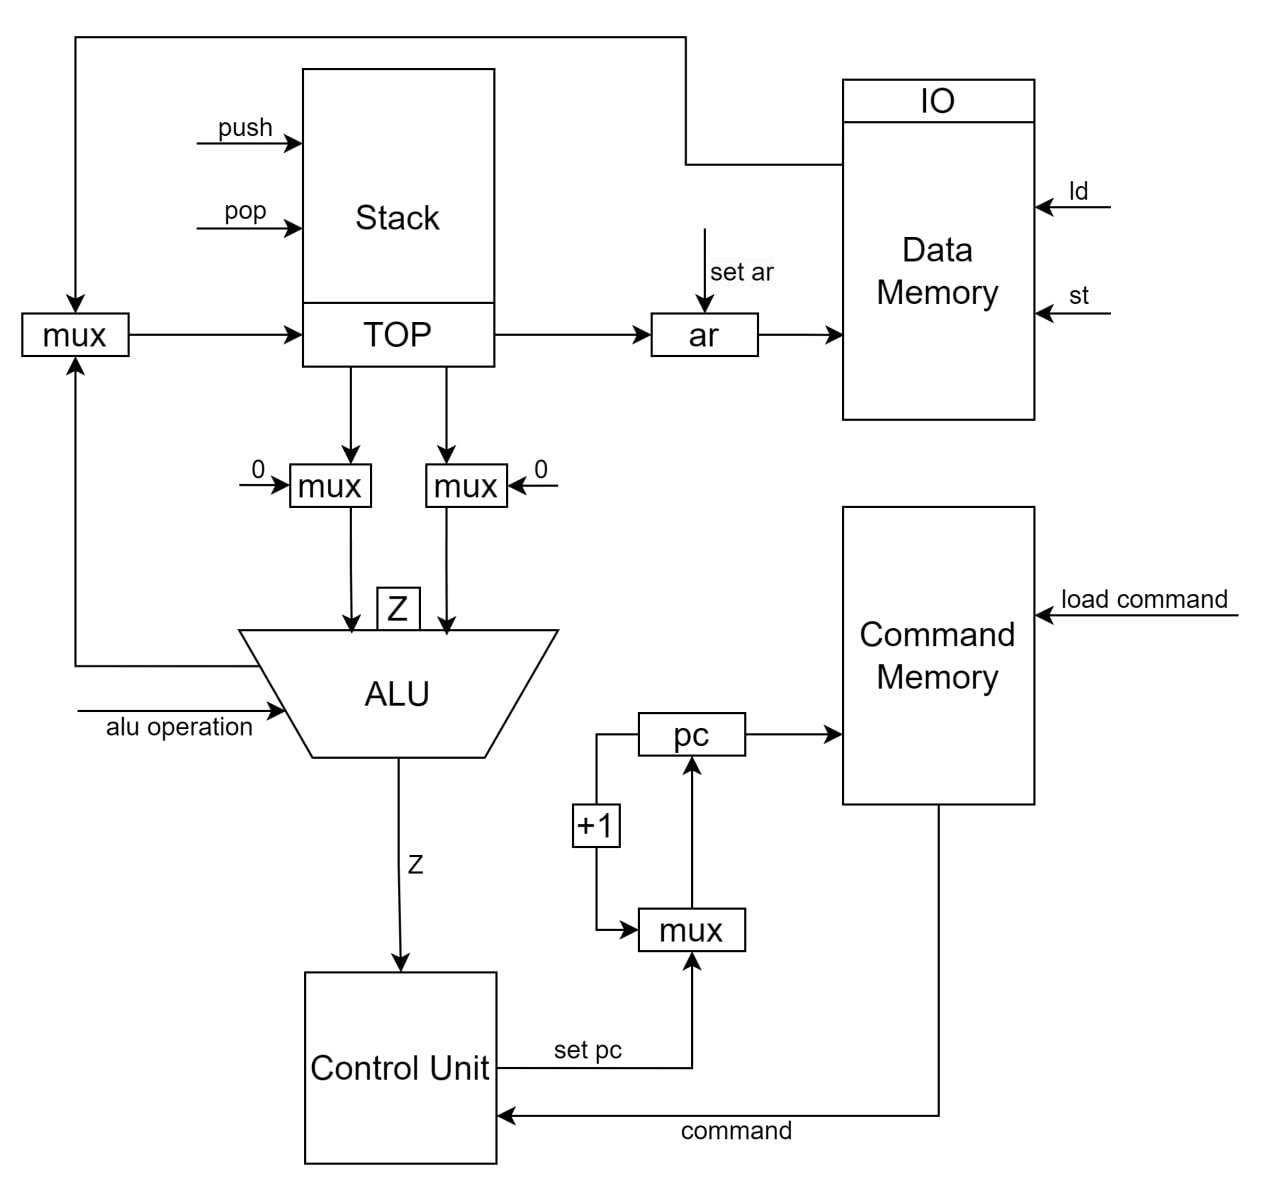 IO
push
ld
pop
Stack
Data
Memory
set ar
st
mux
TOP
ar
0
mux
mux
0
Z
load command
Command
Memory
ALU
alu operation
pc
+1
Z
mux
set pc
Control Unit
command